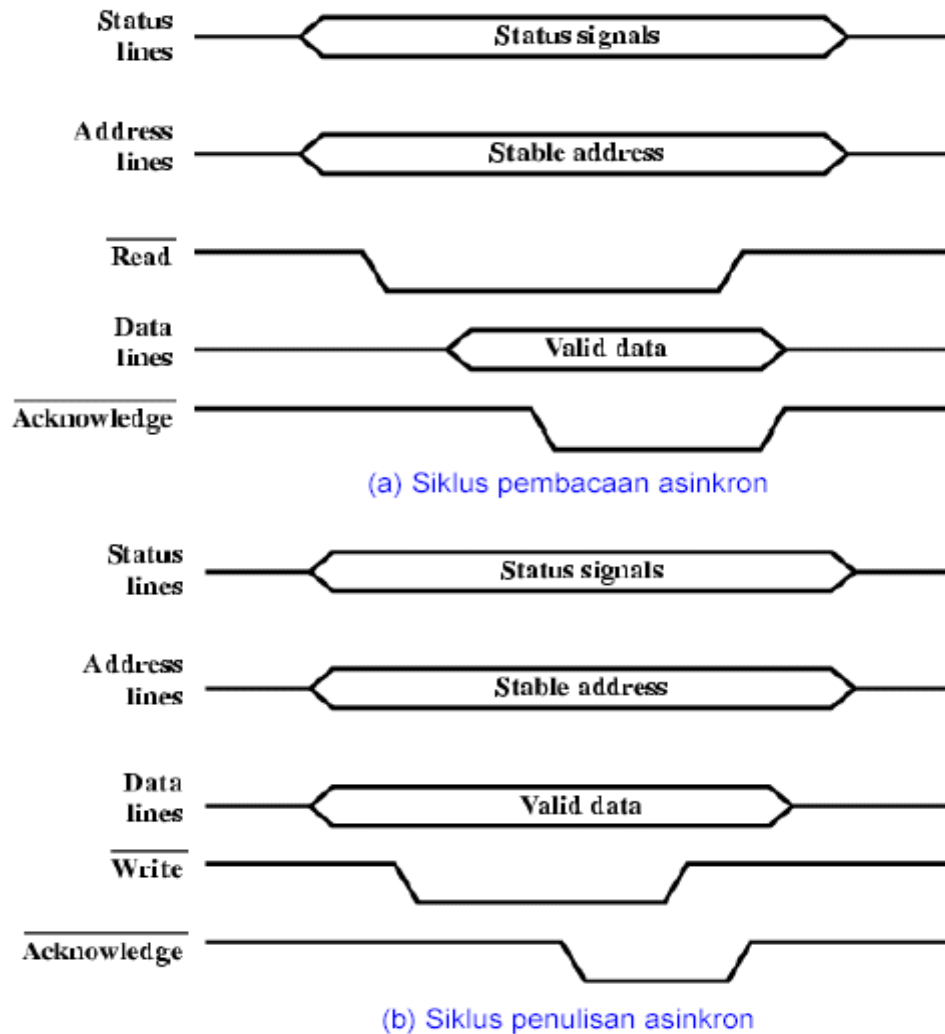 Status
lines
Status signals
Address
lines
Stable address
Read
Data
lines
Valid data
Acknowledge
(a) Siklus pembacaan asinkron
Status
lines
Status signals
Address
lines
Stable address
Data
lines
Valid data
Write
Acknowledge
(b) Siklus penulisan asinkron